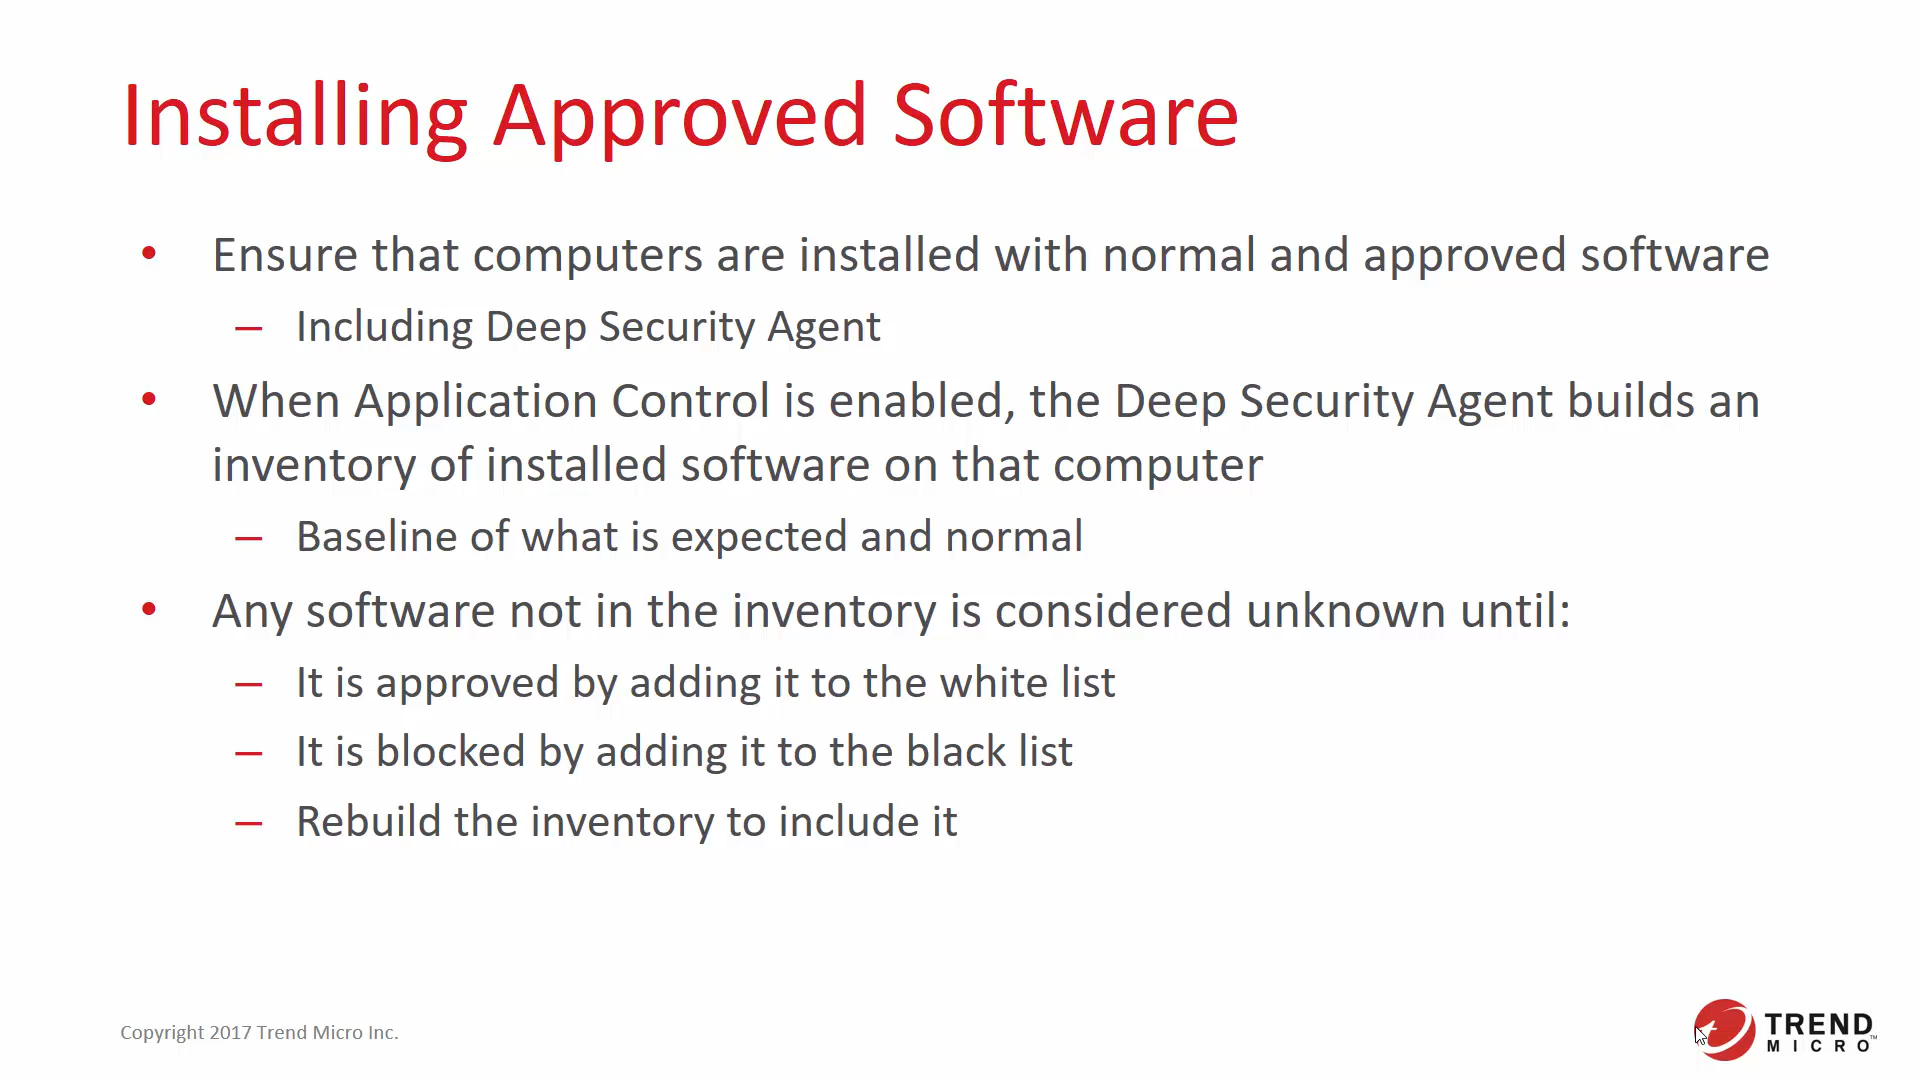 Installing Approved Software
• Ensure that computers are installed with normal and approved software
– Including Deep Security Agent
• When Application Control is enabled, the Deep Security Agent builds an
inventory of installed software on that computer
– Baseline of what is expected and normal
• Any software not in the inventory is considered unknown until:
– It is approved by adding it to the white list
– It is blocked by adding it to the black list
– Rebuild the inventory to include it
Copyright 2017 Trend Micro Inc.
TREND
MICRO™